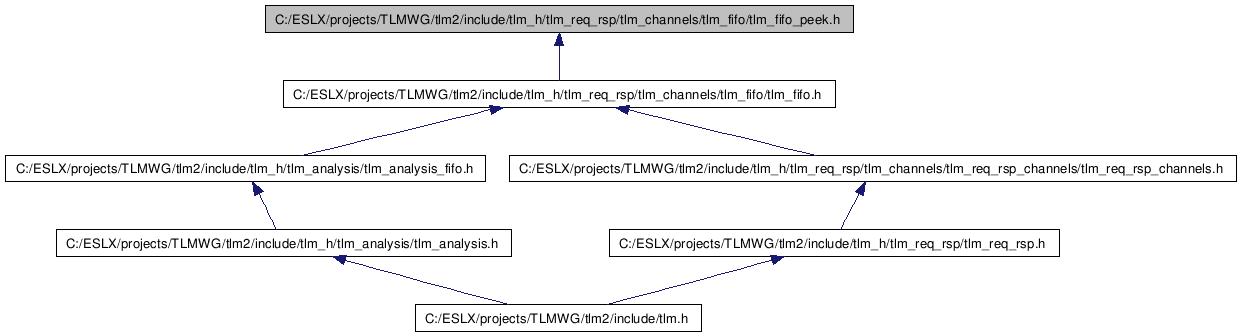 C:/ESLX/projects/TLMWG/tlm2/include/tlm_h/tlm_req_rsp/tlm_channels/tlm_fifo/tlm_fifo_peek.h
C:/ESLX/projects/TLMWG/tlm2/include/tlm_h/tlm_req_rsp/tlm_channels/tlm_fifo/tlm_fifo.h
C:/ESLX/projects/TLMWG/tlm2/include/tlm_h/tlm_analysis/tlm_analysis_fifo.h
C:/ESLX/projects/TLMWG/tlm2/include/tlm_h/tlm_req_rsp/tlm_channels/tlm_req_rsp_channels/tlm_req_rsp_channels.h
C:/ESLX/projects/TLMWG/tlm2/include/tlm_h/tlm_analysis/tlm_analysis.h
C:/ESLX/projects/TLMWG/tlm2/include/tlm_h/tlm_req_rsp/tlm_req_rsp.h
C:/ESLX/projects/TLMWG/tlm2/include/tlm.h